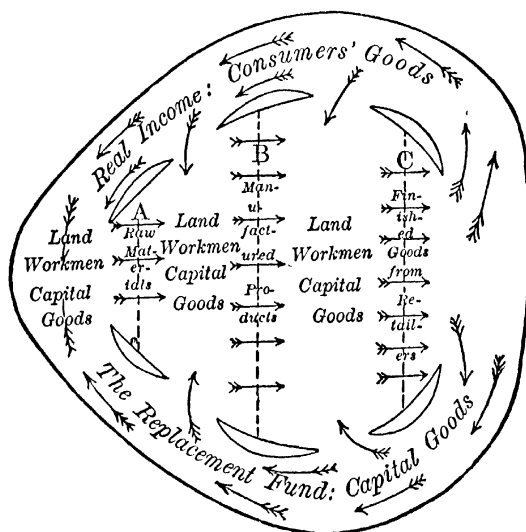 Real Income: Consumers' Goods
A
Raw
Mat-
er-
ials
B
Man-
u-
fact-
ured
Pro-
ducts
C
Fin-
ish-
ed
Goods
from
Re-
tail-
ers
Land
Workmen
Capital
Goods
Land
Workmen
Capital
Goods
Land
Workmen
Capital
Goods
The Replacement Fund: Capital Goods